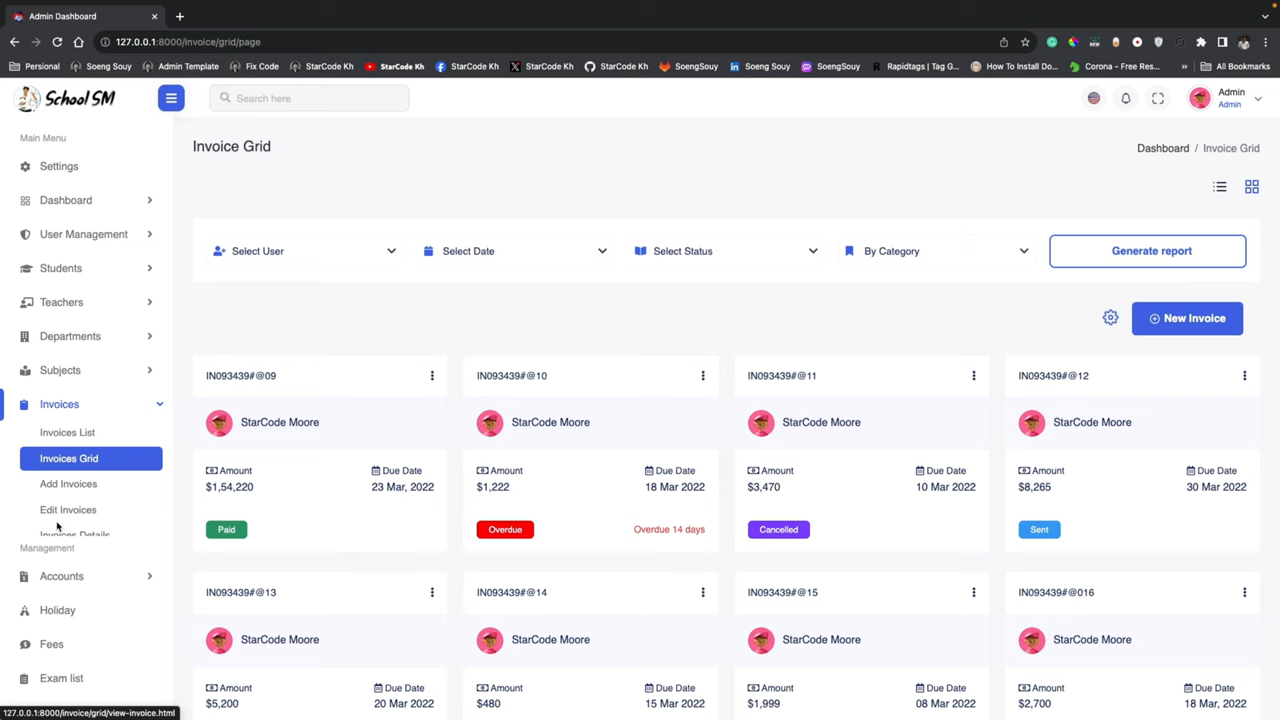 Admin Dashboard
127.0.0.1:8000/invoice/grid/page
Personal Soeng Souy Admin Template Fix Code StarCode Kh StarCode Kh StarCode Kh StarCode Kh StarCode Kh SoengSouy Soeng Souy SoengSouy Rapidtags | Tag G... How To Install Do... Corona - Free Res... » All Bookmarks
School SM
Search here
Admin
Admin
Main Menu
Settings
Dashboard
User Management
Students
Teachers
Departments
Subjects
Invoices
Invoices List
Invoices Grid
Add Invoices
Edit Invoices
Invoices Details
Management
Accounts
Holiday
Fees
Exam list
127.0.0.1:8000/invoice/grid/view-invoice.html
Invoice Grid
Dashboard / Invoice Grid
Select User Select Date Select Status By Category Generate report
New Invoice
IN093439#@09 IN093439#@10 IN093439#@11 IN093439#@12
StarCode Moore StarCode Moore StarCode Moore StarCode Moore
Amount Due Date Amount Due Date Amount Due Date Amount Due Date
$1,54,220 23 Mar, 2022 $1,222 18 Mar 2022 $3,470 10 Mar 2022 $8,265 30 Mar 2022
Paid Overdue Overdue 14 days Cancelled Sent
IN093439#@13 IN093439#@14 IN093439#@15 IN093439#@016
StarCode Moore StarCode Moore StarCode Moore StarCode Moore
Amount Due Date Amount Due Date Amount Due Date Amount Due Date
$5,200 20 Mar 2022 $480 15 Mar 2022 $1,999 08 Mar 2022 $2,700 18 Mar, 2022